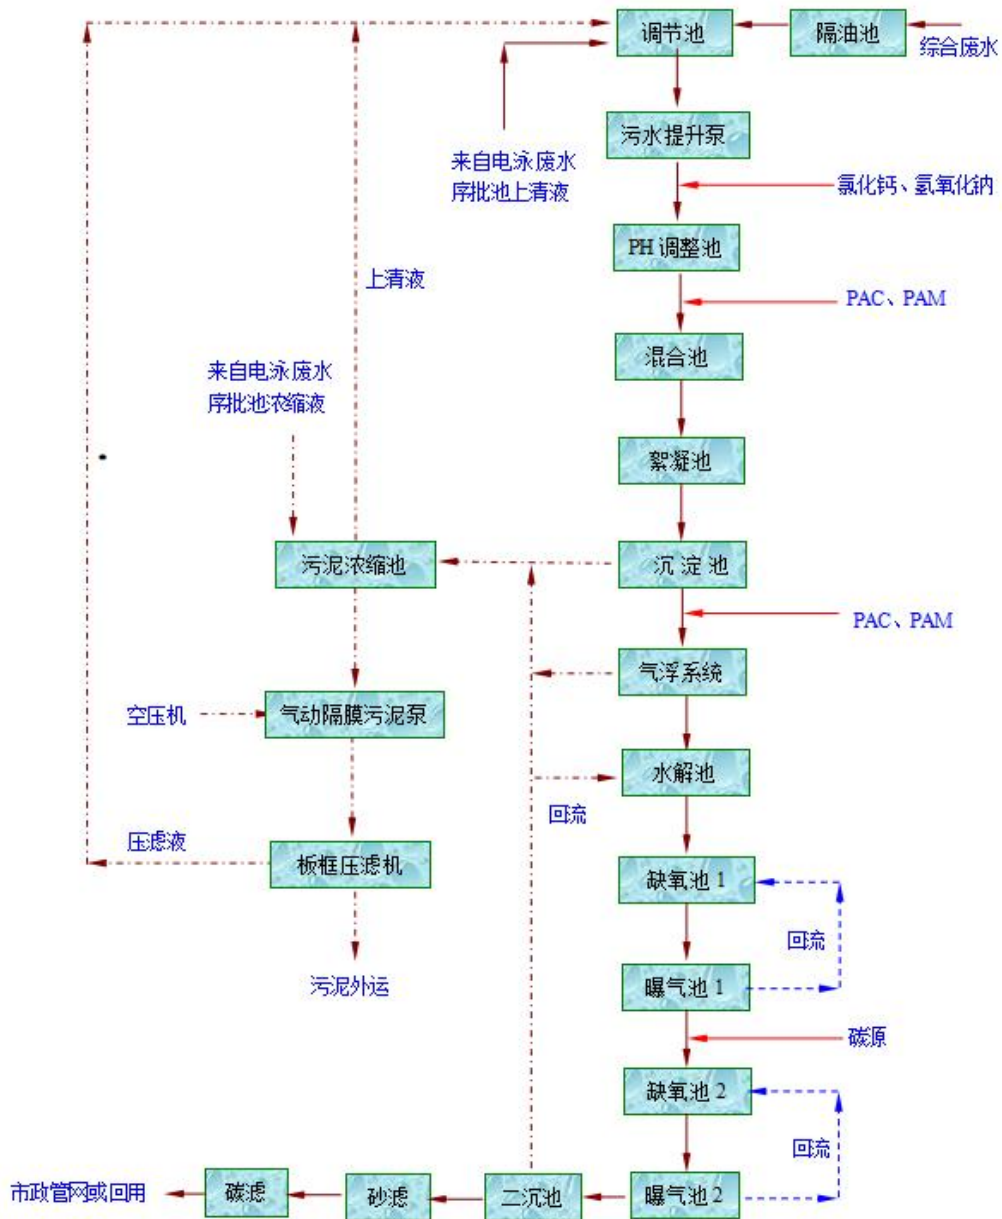 调节池
隔油池
综合废水
污水提升泵
来自电泳废水
序批池上清液
氯化钙、氢氧化钠
PH 调整池
上清液
PAC、PAM
混合池
来自电泳废水
序批池浓缩液
絮凝池
污泥浓缩池
沉淀池
PAC、PAM
气浮系统
空压机
气动隔膜污泥泵
水解池
回流
压滤液
板框压滤机
缺氧池 1
回流
污泥外运
曝气池 1
碳原
缺氧池 2
回流
市政管网或回用
碳滤
砂滤
二沉池
曝气池 2